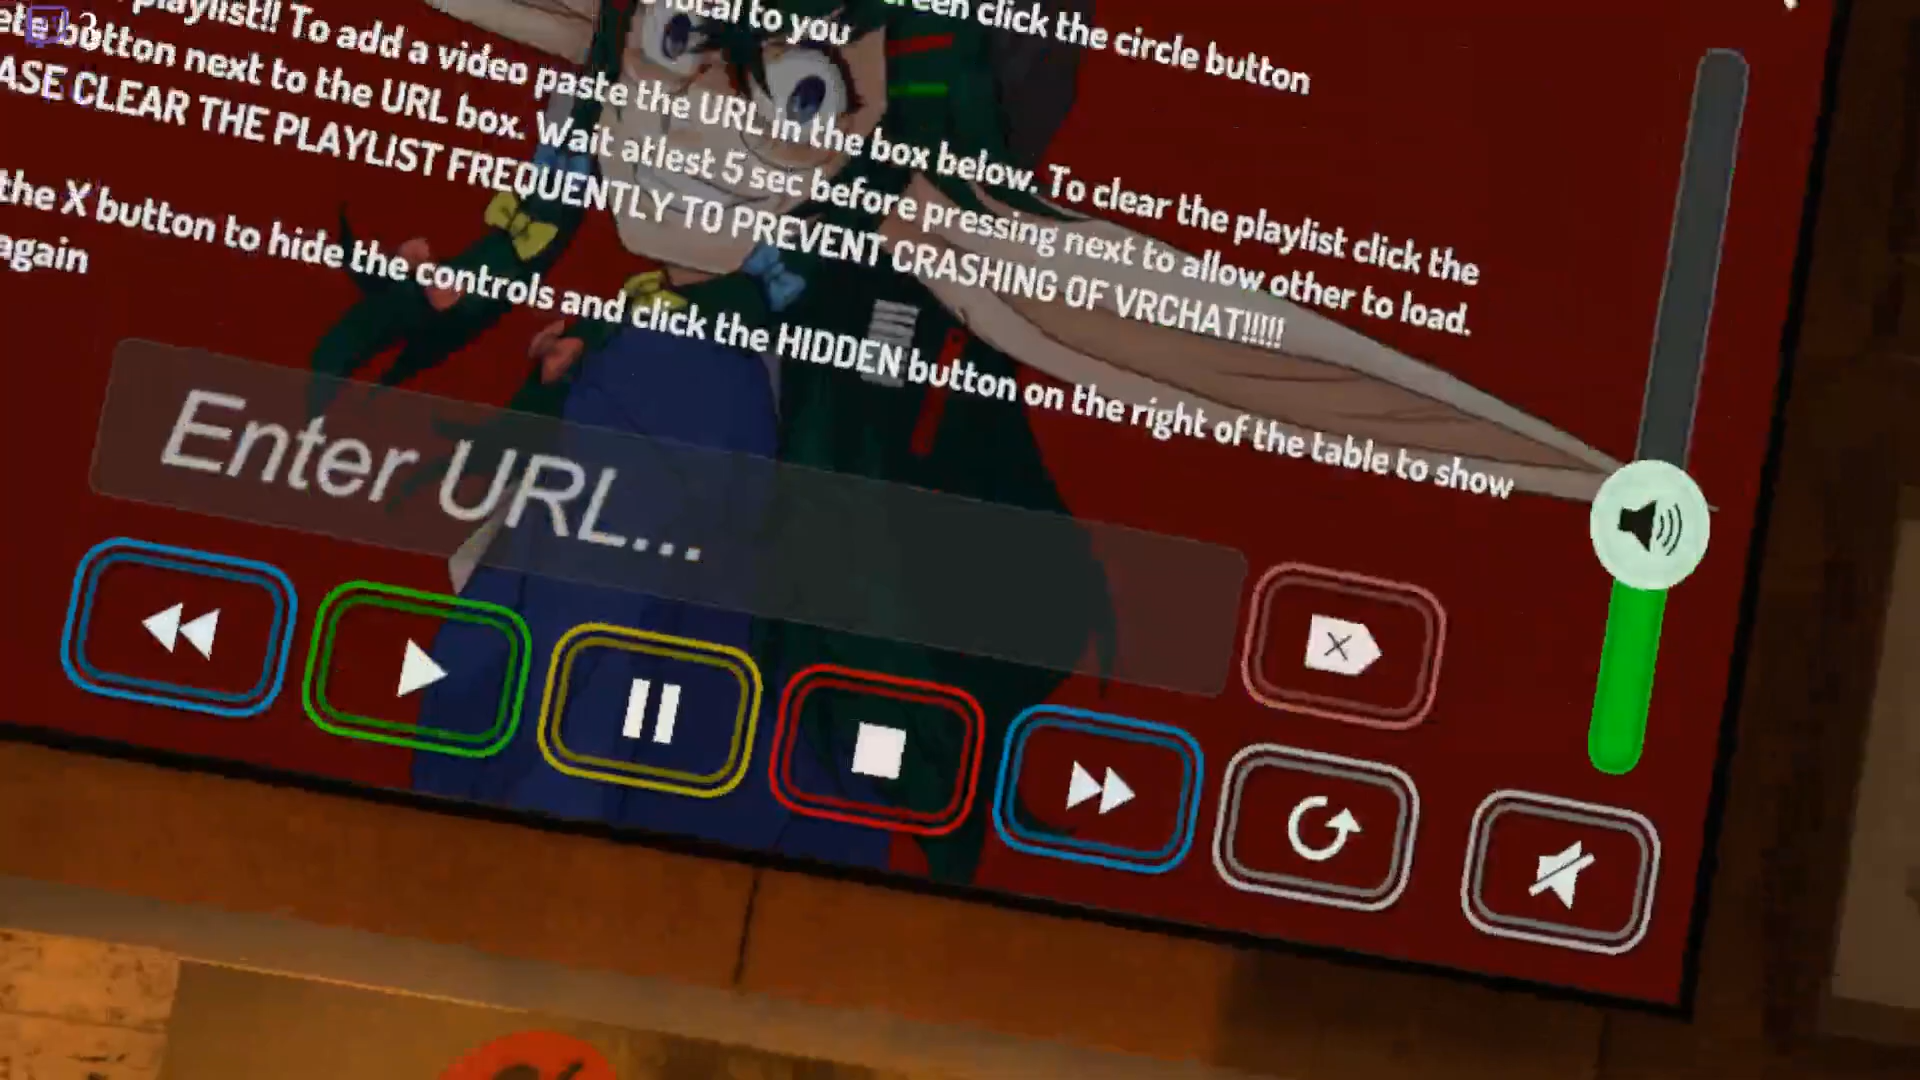 een click the circle button
local to you
playlist!! To add a video paste the URL in the box below. To clear the playlist click the
ete button next to the URL box. Wait atlest 5 sec before pressing next to allow other to load.
ASE CLEAR THE PLAYLIST FREQUENTLY TO PREVENT CRASHING OF VRCHAT!!!!!
the X button to hide the controls and click the HIDDEN button on the right of the table to show
again
Enter URL...